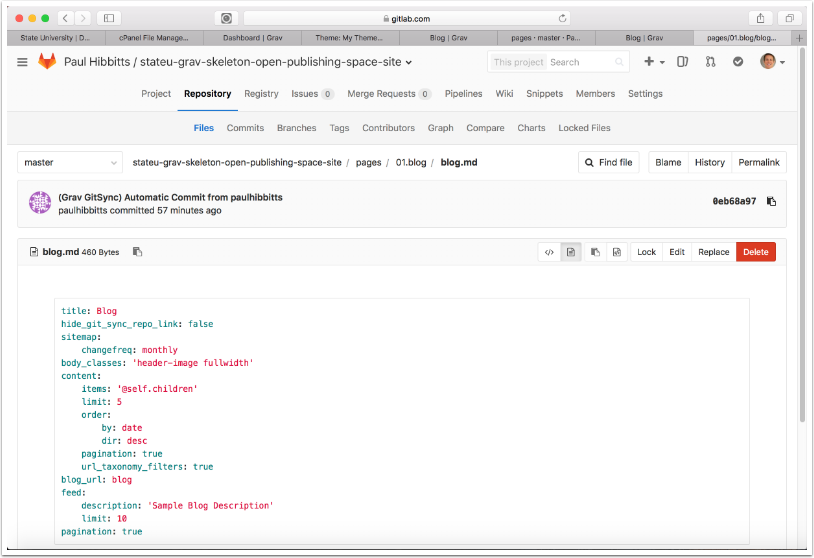 gitlab.com
State University | D... cPanel File Manage... Dashboard | Grav Theme: My Theme... Blog | Grav pages · master · Pa... Blog | Grav pages/01.blog/blog...
Paul Hibbitts / stateu-grav-skeleton-open-publishing-space-site
This project Search
Project Repository Registry Issues 0 Merge Requests 0 Pipelines Wiki Snippets Members Settings
Files Commits Branches Tags Contributors Graph Compare Charts Locked Files
master stateu-grav-skeleton-open-publishing-space-site / pages / 01.blog / blog.md Find file Blame History Permalink
(Grav GitSync) Automatic Commit from paulhibbitts
paulhibbitts committed 57 minutes ago
0eb68a97
blog.md 460 Bytes </> Lock Edit Replace Delete
title: Blog
hide_git_sync_repo_link: false
sitemap:
    changefreq: monthly
body_classes: 'header-image fullwidth'
content:
    items: '@self.children'
    limit: 5
    order:
        by: date
        dir: desc
    pagination: true
    url_taxonomy_filters: true
blog_url: blog
feed:
    description: 'Sample Blog Description'
    limit: 10
pagination: true